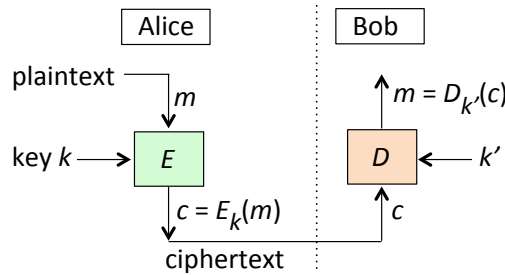 Alice
Bob
plaintext
m
m = D_k′(c)
key k
E
D
k′
c = E_k(m)
c
ciphertext